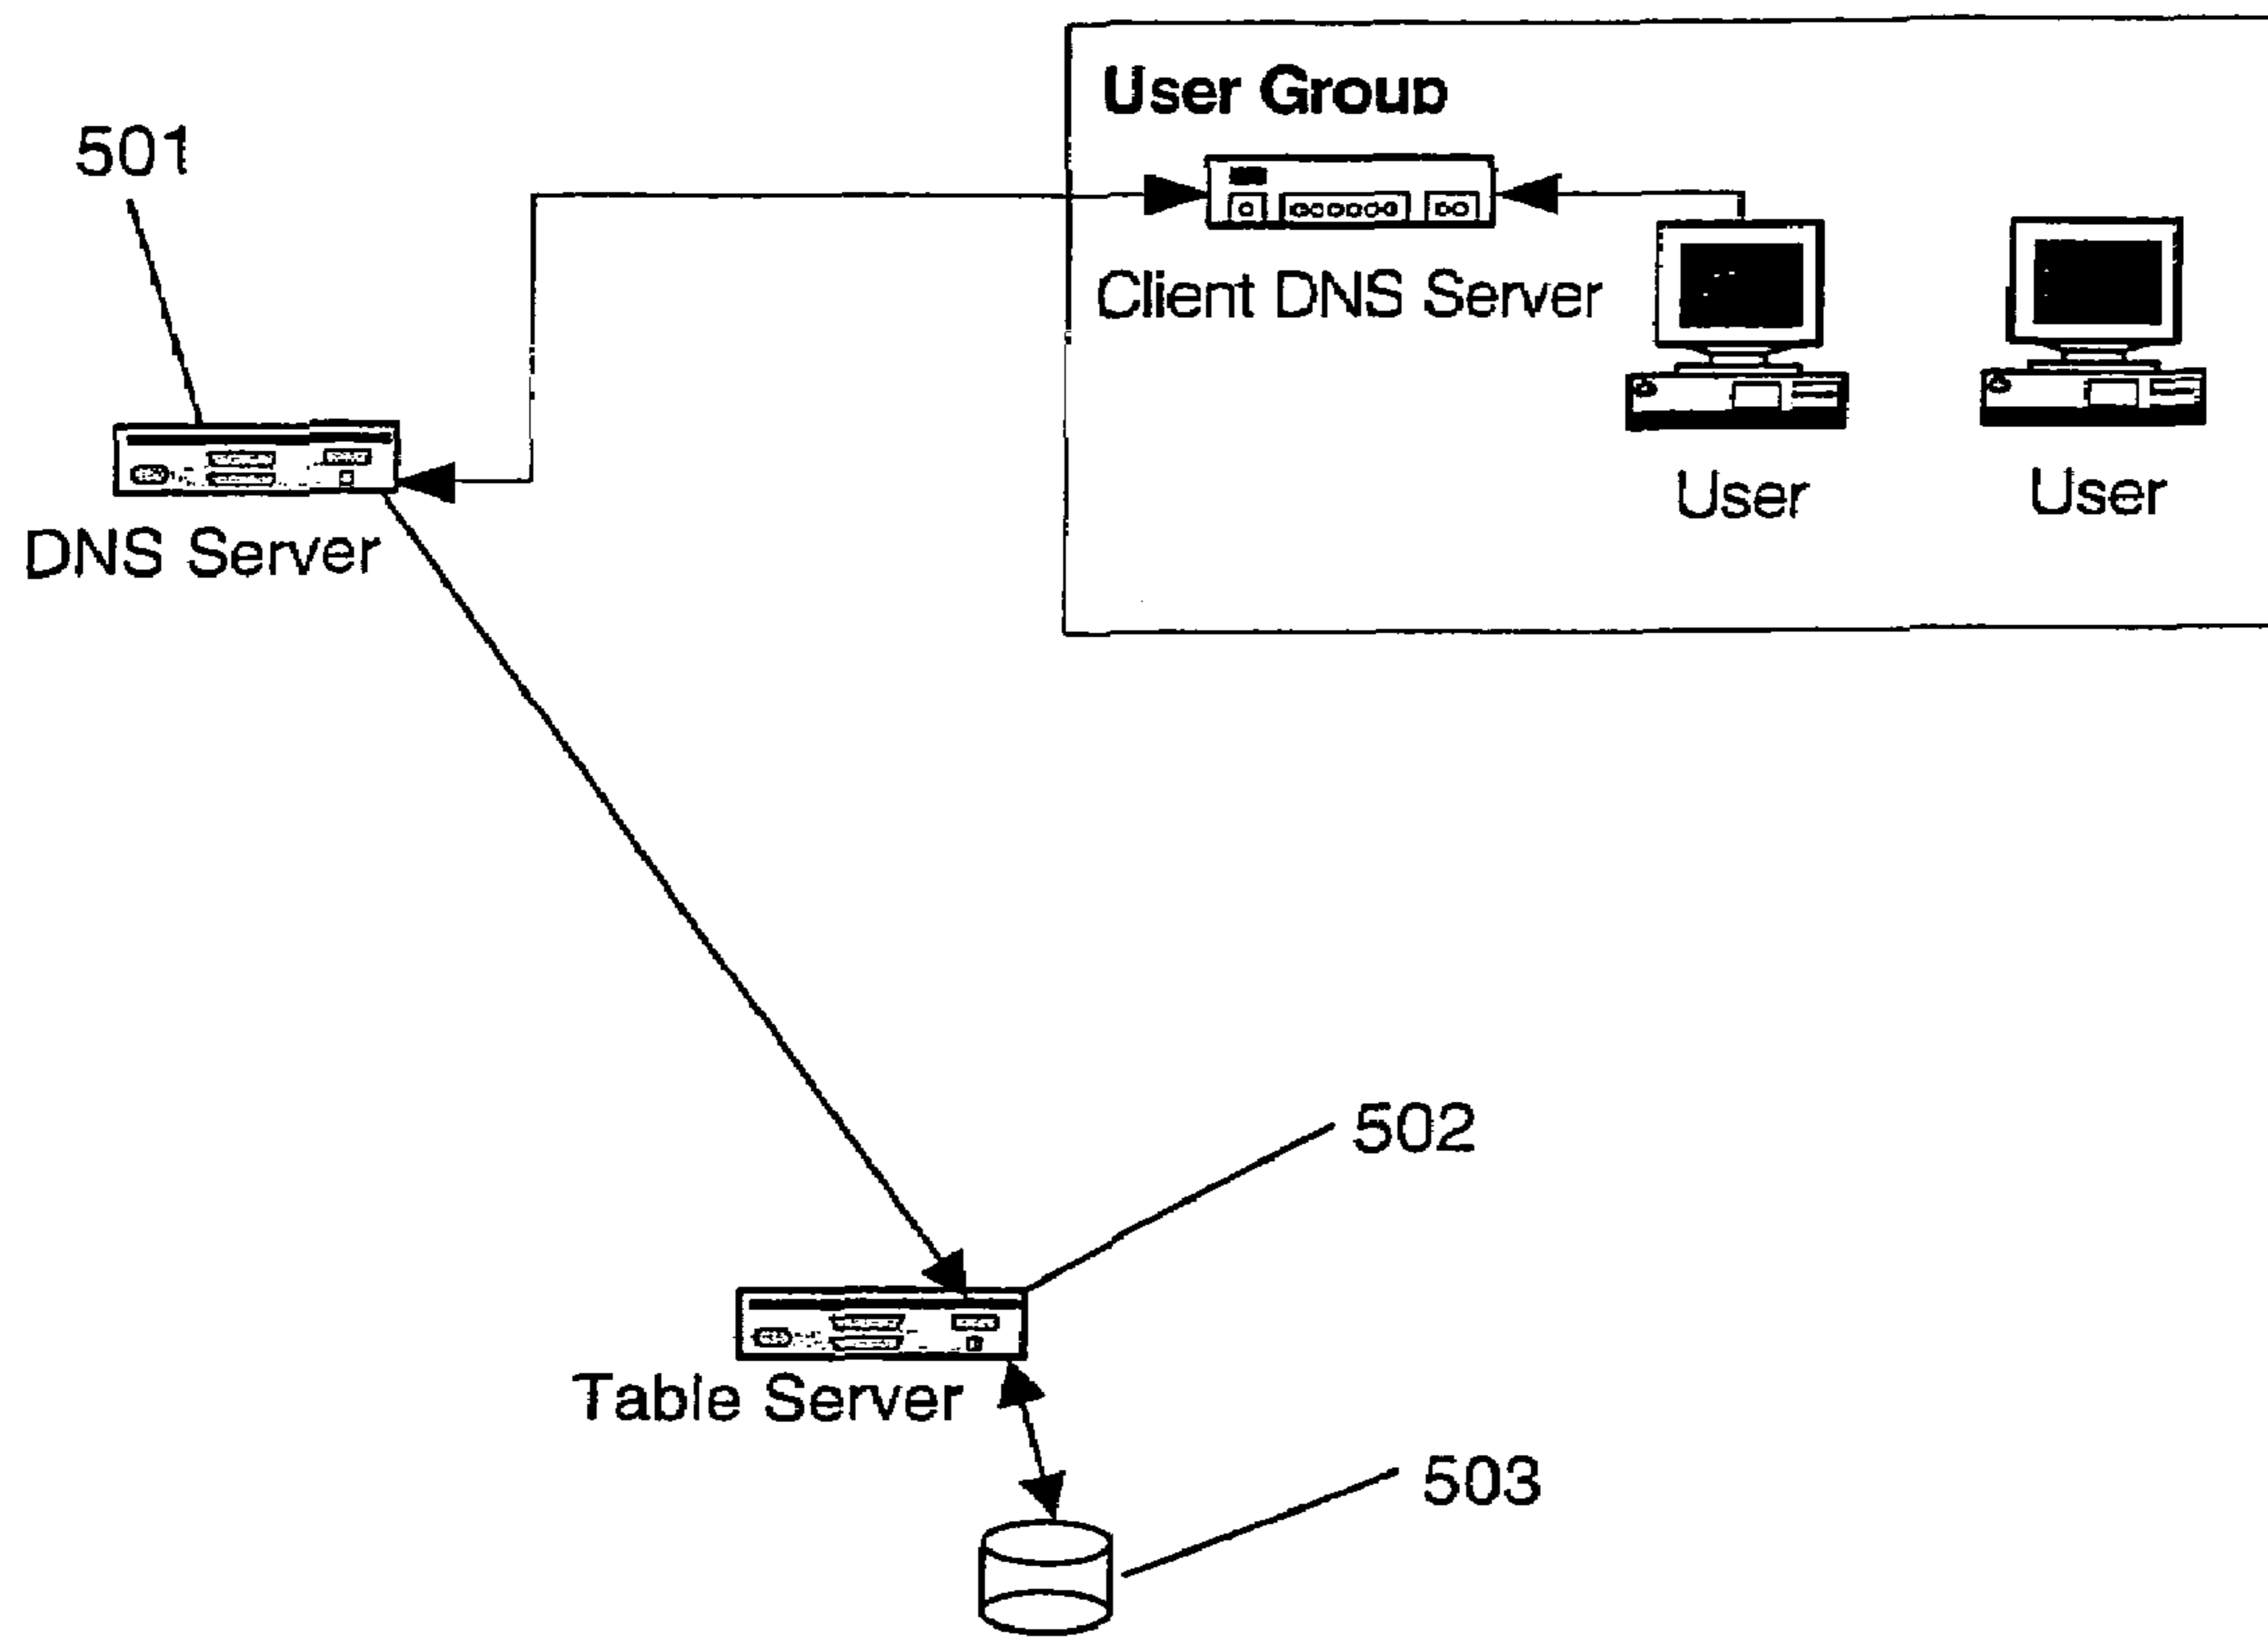 User Group
501
Client DNS Server
User
User
DNS Server
502
Table Server
503